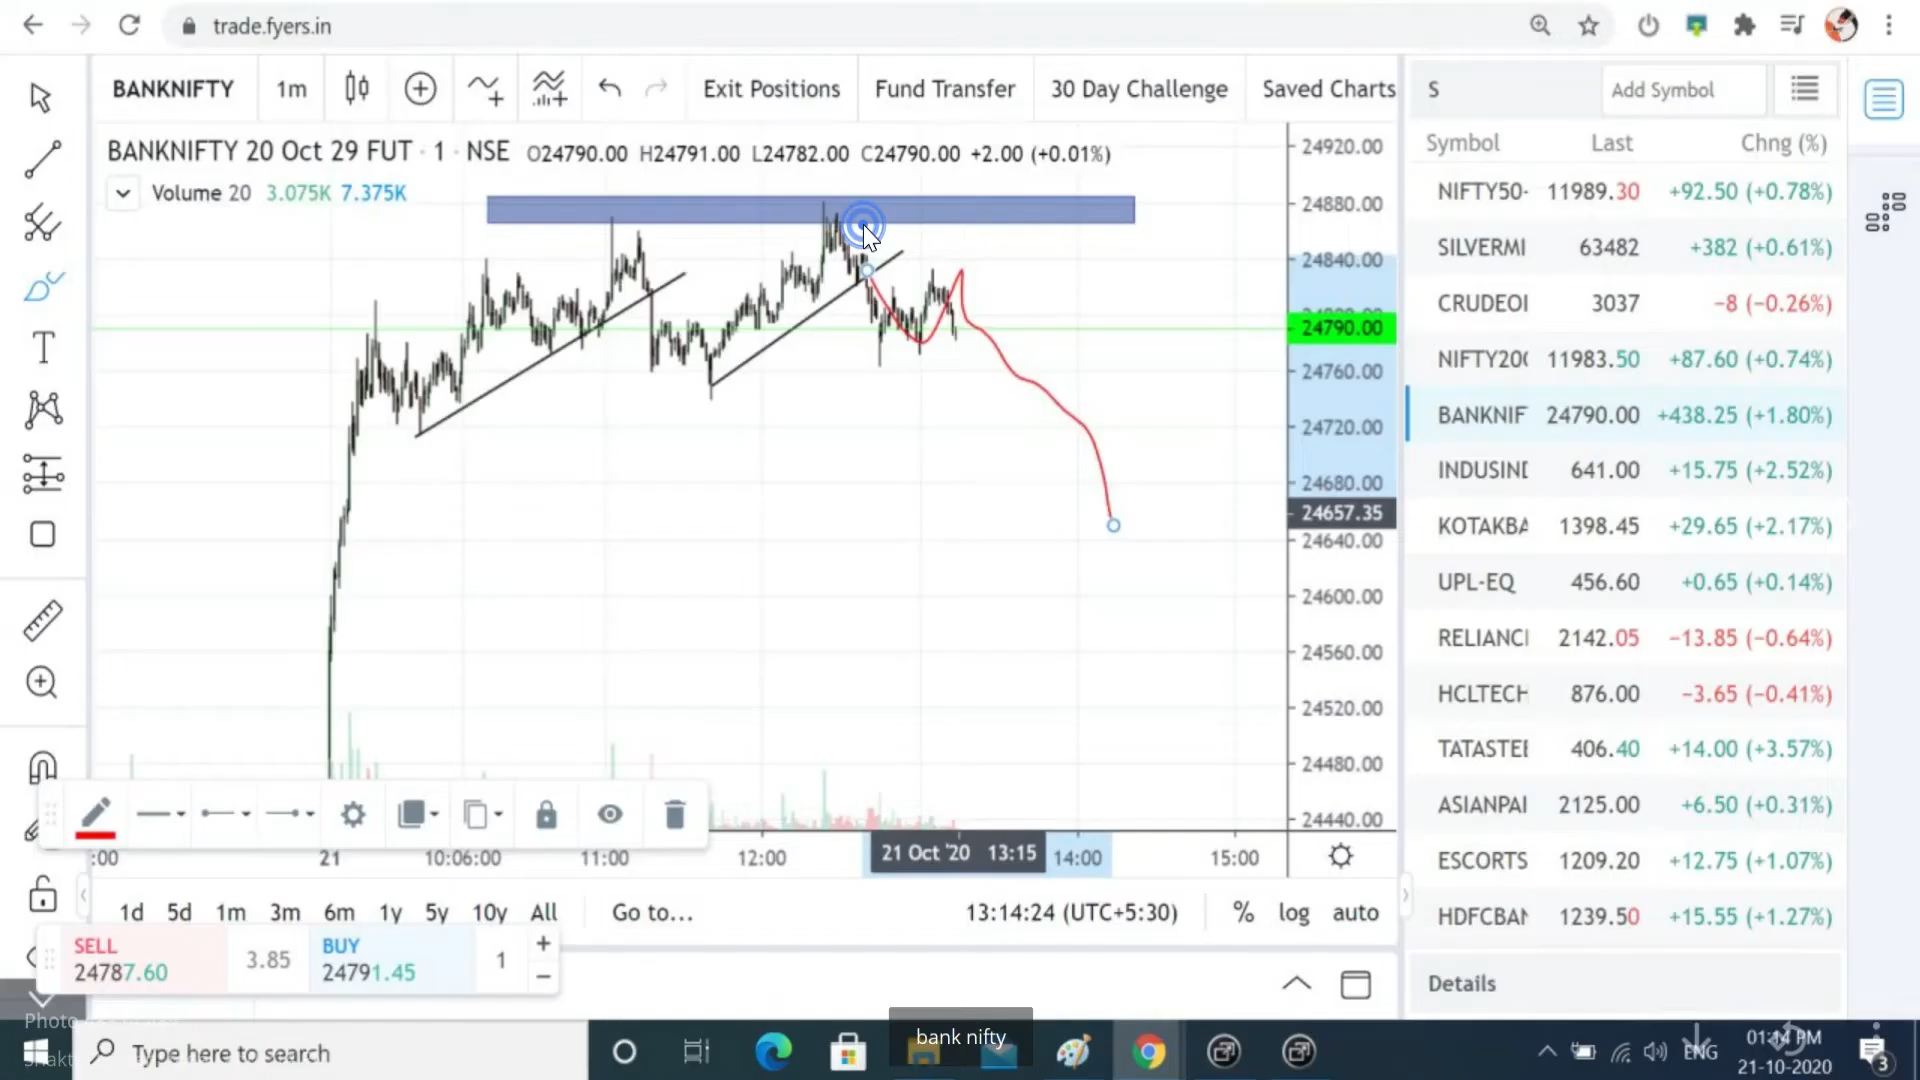 trade.fyers.in
BANKNIFTY 1m Exit Positions Fund Transfer 30 Day Challenge Saved Charts
S Add Symbol
BANKNIFTY 20 Oct 29 FUT · 1 · NSE O24790.00 H24791.00 L24782.00 C24790.00 +2.00 (+0.01%)
Volume 20 3.075K 7.375K
24920.00
24880.00
24840.00
24790.00
24760.00
24720.00
24680.00
24657.35
24640.00
24600.00
24560.00
24520.00
24480.00
24440.00
Symbol Last Chng (%)
NIFTY50- 11989.30 +92.50 (+0.78%)
SILVERMI 63482 +382 (+0.61%)
CRUDEOI 3037 −8 (−0.26%)
NIFTY20 11983.50 +87.60 (+0.74%)
BANKNIF 24790.00 +438.25 (+1.80%)
INDUSIN 641.00 +15.75 (+2.52%)
KOTAKBA 1398.45 +29.65 (+2.17%)
UPL-EQ 456.60 +0.65 (+0.14%)
RELIANC 2142.05 −13.85 (−0.64%)
HCLTECH 876.00 −3.65 (−0.41%)
TATASTE 406.40 +14.00 (+3.57%)
ASIANPAI 2125.00 +6.50 (+0.31%)
ESCORTS 1209.20 +12.75 (+1.07%)
HDFCBAN 1239.50 +15.55 (+1.27%)
Details
:00 21 10:06:00 11:00 12:00 21 Oct '20 13:15 14:00 15:00
1d 5d 1m 3m 6m 1y 5y 10y All Go to... 13:14:24 (UTC+5:30) % log auto
SELL
24787.60
3.85
BUY
24791.45
1
bank nifty
Type here to search
ENG
01:14 PM
21-10-2020
3